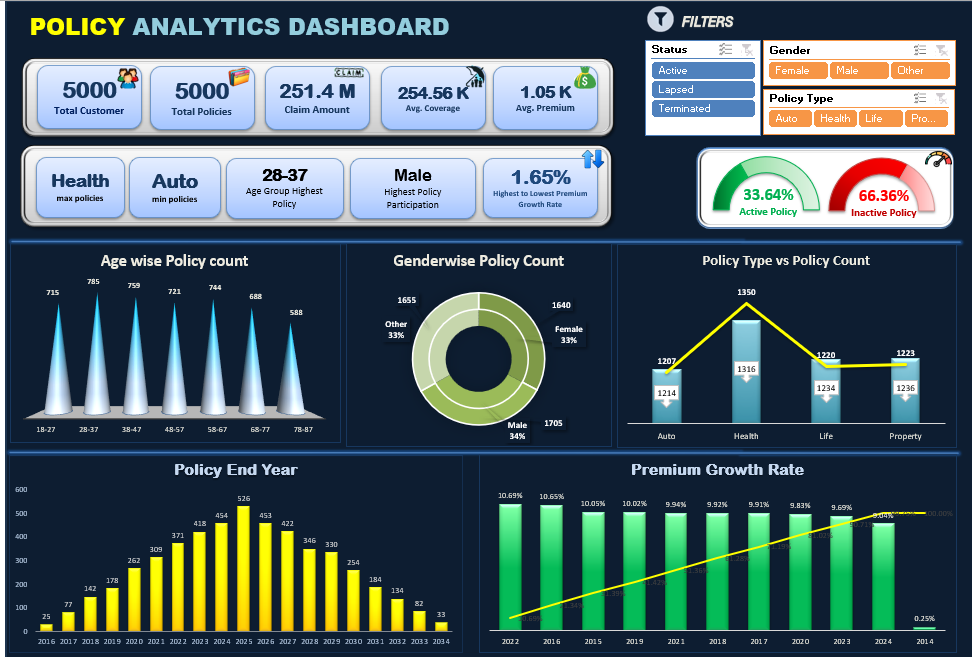 POLICY ANALYTICS DASHBOARD
FILTERS
Status
Active
Lapsed
Terminated
Gender
Female Male Other
Policy Type
Auto Health Life Pro...
5000
Total Customer
5000
Total Policies
CLAIM
251.4 M
Claim Amount
254.56 K
Avg. Coverage
$
1.05 K
Avg. Premium
Health
max policies
Auto
min policies
28-37
Age Group Highest
Policy
Male
Highest Policy
Participation
1.65%
Highest to Lowest Premium
Growth Rate
33.64%
Active Policy
66.36%
Inactive Policy
Age wise Policy count
715 785 759 721 744 688 588
18-27 28-37 38-47 48-57 58-67 68-77 78-87
Genderwise Policy Count
1655
Other
33%
1640
Female
33%
Male
34%
1705
Policy Type vs Policy Count
1207 1350 1220 1223
1214 1316 1234 1236
Auto Health Life Property
Policy End Year
600
500
400
300
200
100
0
25 77 142 178 262 309 371 418 454 526 453 422 346 330 254 184 134 82 33
2016 2017 2018 2019 2020 2021 2022 2023 2024 2025 2026 2027 2028 2029 2030 2031 2032 2033 2034
Premium Growth Rate
10.69% 10.65% 10.05% 10.02% 9.94% 9.92% 9.91% 9.83% 9.69% 9.04% 0.25%
100.00%
2022 2016 2015 2019 2021 2018 2017 2020 2023 2024 2014